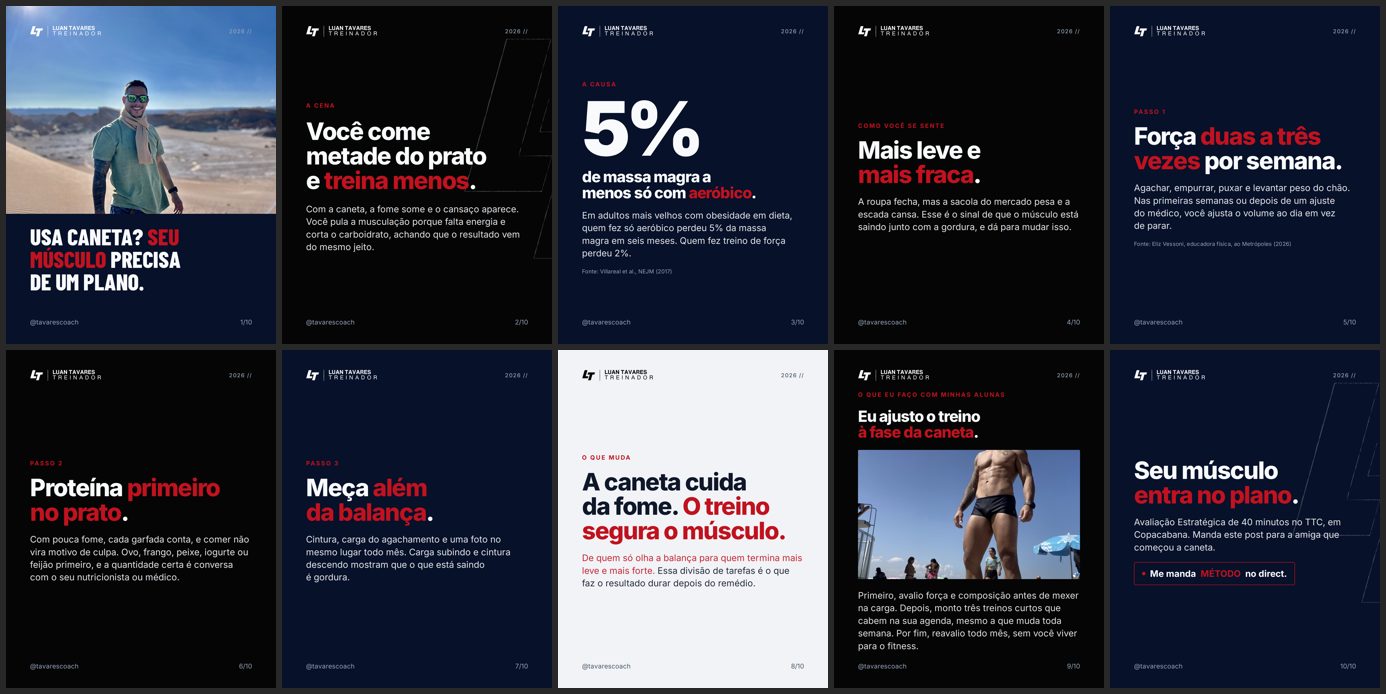 LT | LUAN TAVARES
TREINADOR
2026 //
USA CANETA? SEU
MÚSCULO PRECISA
DE UM PLANO.
@tavarescoach
1/10
LT | LUAN TAVARES
TREINADOR
2026 //
A CENA
Você come
metade do prato
e treina menos.
Com a caneta, a fome some e o cansaço aparece.
Você pula a musculação porque falta energia e
corta o carboidrato, achando que o resultado vem
do mesmo jeito.
@tavarescoach
2/10
LT | LUAN TAVARES
TREINADOR
2026 //
A CAUSA
5%
de massa magra a
menos só com aeróbico.
Em adultos mais velhos com obesidade em dieta,
quem fez só aeróbico perdeu 5% da massa
magra em seis meses. Quem fez treino de força
perdeu 2%.
Fonte: Villareal et al., NEJM (2017)
@tavarescoach
3/10
LT | LUAN TAVARES
TREINADOR
2026 //
COMO VOCÊ SE SENTE
Mais leve e
mais fraca.
A roupa fecha, mas a sacola do mercado pesa e a
escada cansa. Esse é o sinal de que o músculo está
saindo junto com a gordura, e dá para mudar isso.
@tavarescoach
4/10
LT | LUAN TAVARES
TREINADOR
2026 //
PASSO 1
Força duas a três
vezes por semana.
Agachar, empurrar, puxar e levantar peso do chão.
Nas primeiras semanas ou depois de um ajuste
do médico, você ajusta o volume ao dia em vez
de parar.
Fonte: Eliz Vessoni, educadora física, ao Metrópoles (2026)
@tavarescoach
5/10
LT | LUAN TAVARES
TREINADOR
2026 //
PASSO 2
Proteína primeiro
no prato.
Com pouca fome, cada garfada conta, e comer não
vira motivo de culpa. Ovo, frango, peixe, iogurte ou
feijão primeiro, e a quantidade certa é conversa
com o seu nutricionista ou médico.
@tavarescoach
6/10
LT | LUAN TAVARES
TREINADOR
2026 //
PASSO 3
Meça além
da balança.
Cintura, carga do agachamento e uma foto no
mesmo lugar todo mês. Carga subindo e cintura
descendo mostram que o que está saindo
é gordura.
@tavarescoach
7/10
LT | LUAN TAVARES
TREINADOR
2026 //
O QUE MUDA
A caneta cuida
da fome. O treino
segura o músculo.
De quem só olha a balança para quem termina mais
leve e mais forte. Essa divisão de tarefas é o que
faz o resultado durar depois do remédio.
@tavarescoach
8/10
LT | LUAN TAVARES
TREINADOR
2026 //
O QUE EU FAÇO COM MINHAS ALUNAS
Eu ajusto o treino
à fase da caneta.
Primeiro, avalio força e composição antes de mexer
na carga. Depois, monto três treinos curtos que
cabem na sua agenda, mesmo a que muda toda
semana. Por fim, reavalio todo mês, sem você viver
para o fitness.
@tavarescoach
9/10
LT | LUAN TAVARES
TREINADOR
2026 //
Seu músculo
entra no plano.
Avaliação Estratégica de 40 minutos no TTC, em
Copacabana. Manda este post para a amiga que
começou a caneta.
Me manda MÉTODO no direct.
@tavarescoach
10/10